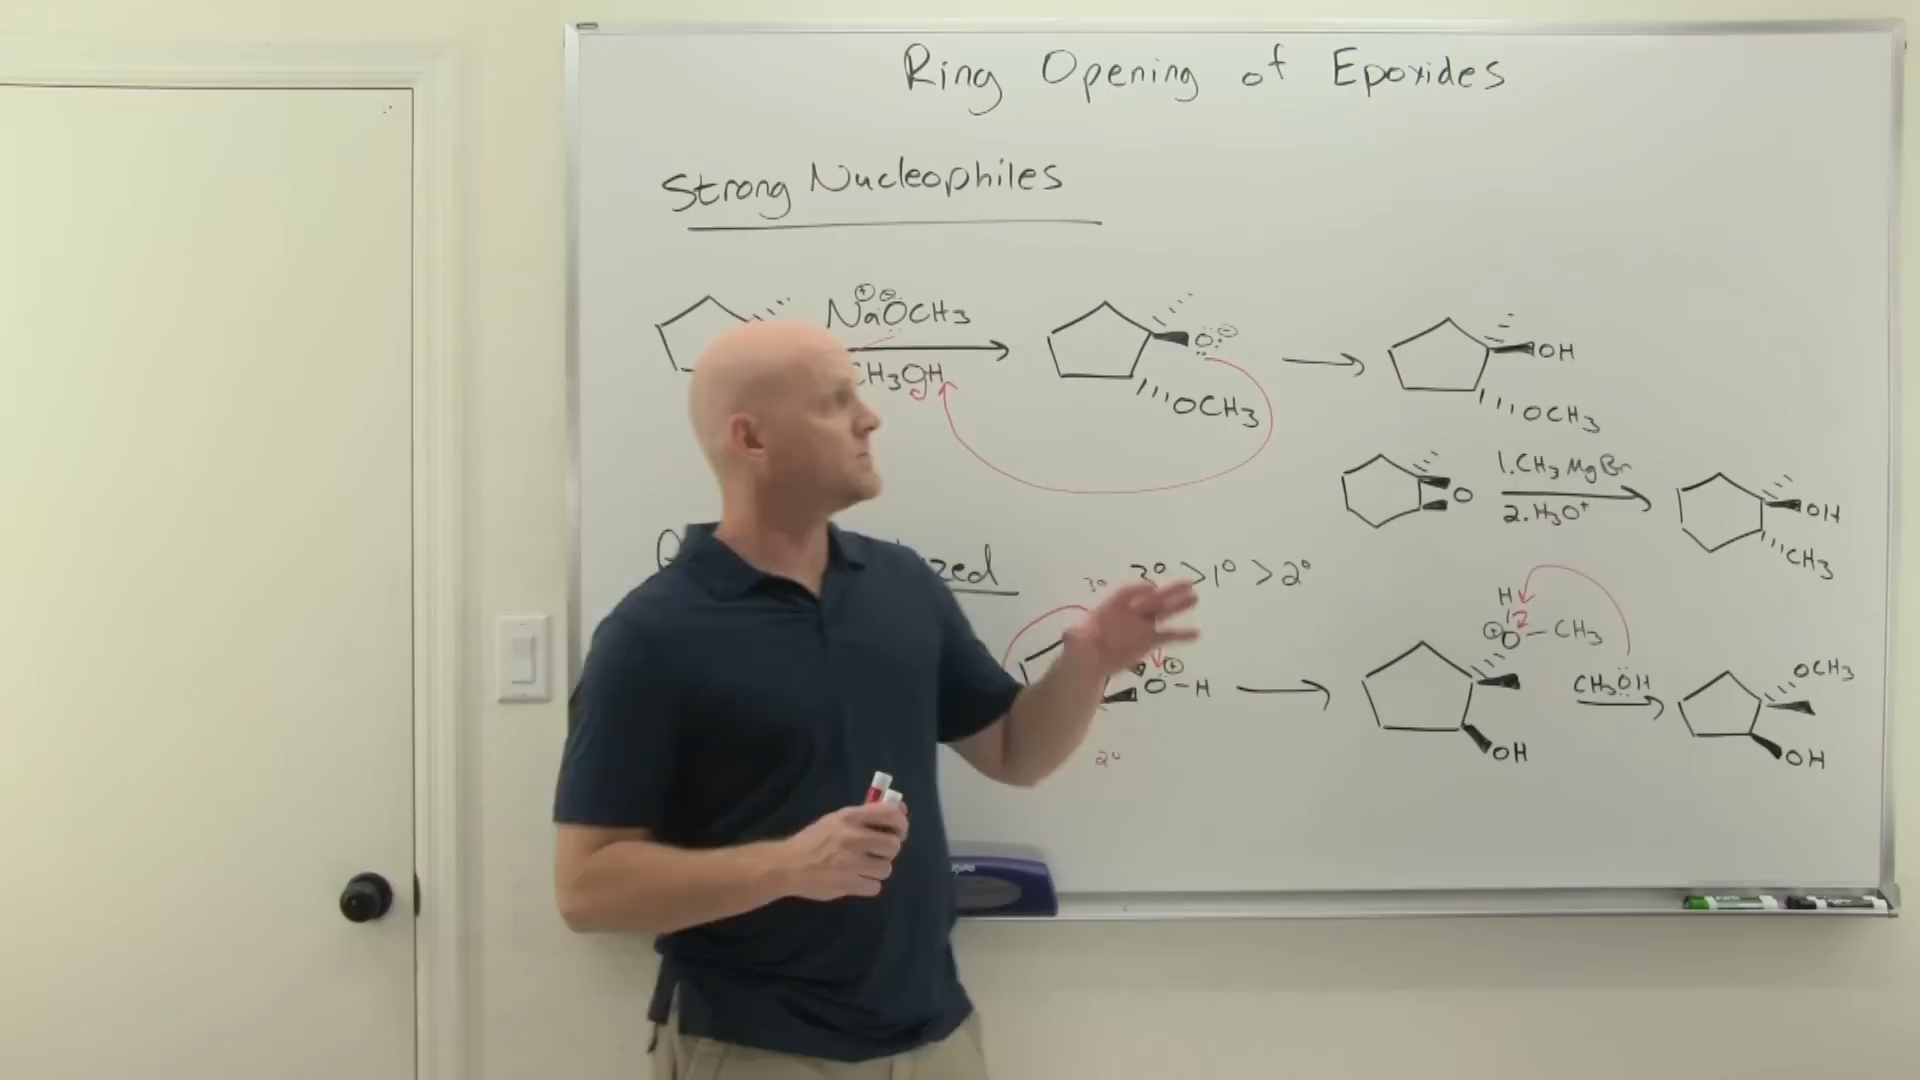 Ring Opening of Epoxides
Strong Nucleophiles
NaOCH3
CH3OH
O
OCH3
OH
OCH3
O
1. CH3MgBr
2. H3O+
OH
CH3
3° 3° > 1° > 2°
O-H
2°
H
O-CH3
OH
CH3OH
OCH3
OH